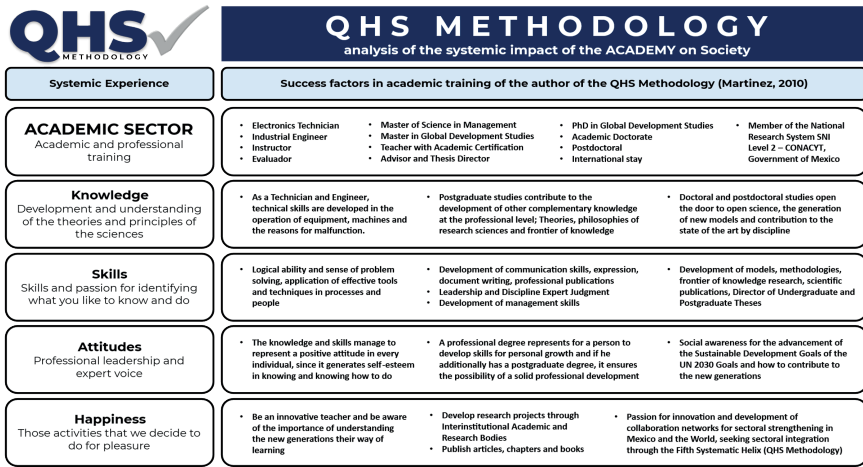 QHS
METHODOLOGY
QHS METHODOLOGY
analysis of the systemic impact of the ACADEMY on Society
Systemic Experience
Success factors in academic training of the author of the QHS Methodology (Martinez, 2010)
ACADEMIC SECTOR
Academic and professional
training
• Electronics Technician
• Industrial Engineer
• Instructor
• Evaluador
• Master of Science in Management
• Master in Global Development Studies
• Teacher with Academic Certification
• Advisor and Thesis Director
• PhD in Global Development Studies
• Academic Doctorate
• Postdoctoral
• International stay
• Member of the National
Research System SNI
Level 2 – CONACYT,
Government of Mexico
Knowledge
Development and understanding
of the theories and principles of
the sciences
• As a Technician and Engineer,
technical skills are developed in the
operation of equipment, machines and
the reasons for malfunction.
• Postgraduate studies contribute to the
development of other complementary knowledge
at the professional level; Theories, philosophies of
research sciences and frontier of knowledge
• Doctoral and postdoctoral studies open
the door to open science, the generation
of new models and contribution to the
state of the art by discipline
Skills
Skills and passion for identifying
what you like to know and do
• Logical ability and sense of problem
solving, application of effective tools
and techniques in processes and
people
• Development of communication skills, expression,
document writing, professional publications
• Leadership and Discipline Expert Judgment
• Development of management skills
• Development of models, methodologies,
frontier of knowledge research, scientific
publications, Director of Undergraduate and
Postgraduate Theses
Attitudes
Professional leadership and
expert voice
• The knowledge and skills manage to
represent a positive attitude in every
individual, since it generates self-esteem
in knowing and knowing how to do
• A professional degree represents for a person to
develop skills for personal growth and if he
additionally has a postgraduate degree, it ensures
the possibility of a solid professional development
• Social awareness for the advancement of
the Sustainable Development Goals of the
UN 2030 Goals and how to contribute to
the new generations
Happiness
Those activities that we decide to
do for pleasure
• Be an innovative teacher and be aware
of the importance of understanding
the new generations their way of
learning
• Develop research projects through
Interinstitutional Academic and
Research Bodies
• Publish articles, chapters and books
• Passion for innovation and development of
collaboration networks for sectoral strengthening in
Mexico and the World, seeking sectoral integration
through the Fifth Systematic Helix (QHS Methodology)